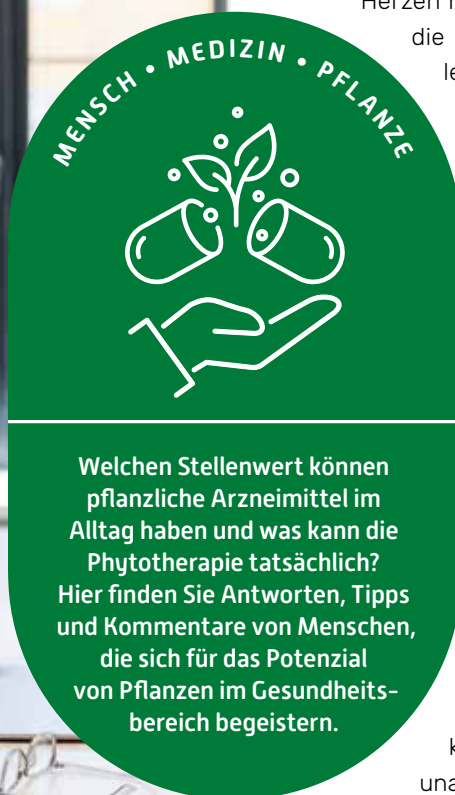 Herzen
die
MENSCH • MEDIZIN • PFLANZE
Welchen Stellenwert können
pflanzliche Arzneimittel im
Alltag haben und was kann die
Phytotherapie tatsächlich?
Hier finden Sie Antworten, Tipps
und Kommentare von Menschen,
die sich für das Potenzial
von Pflanzen im Gesundheits-
bereich begeistern.